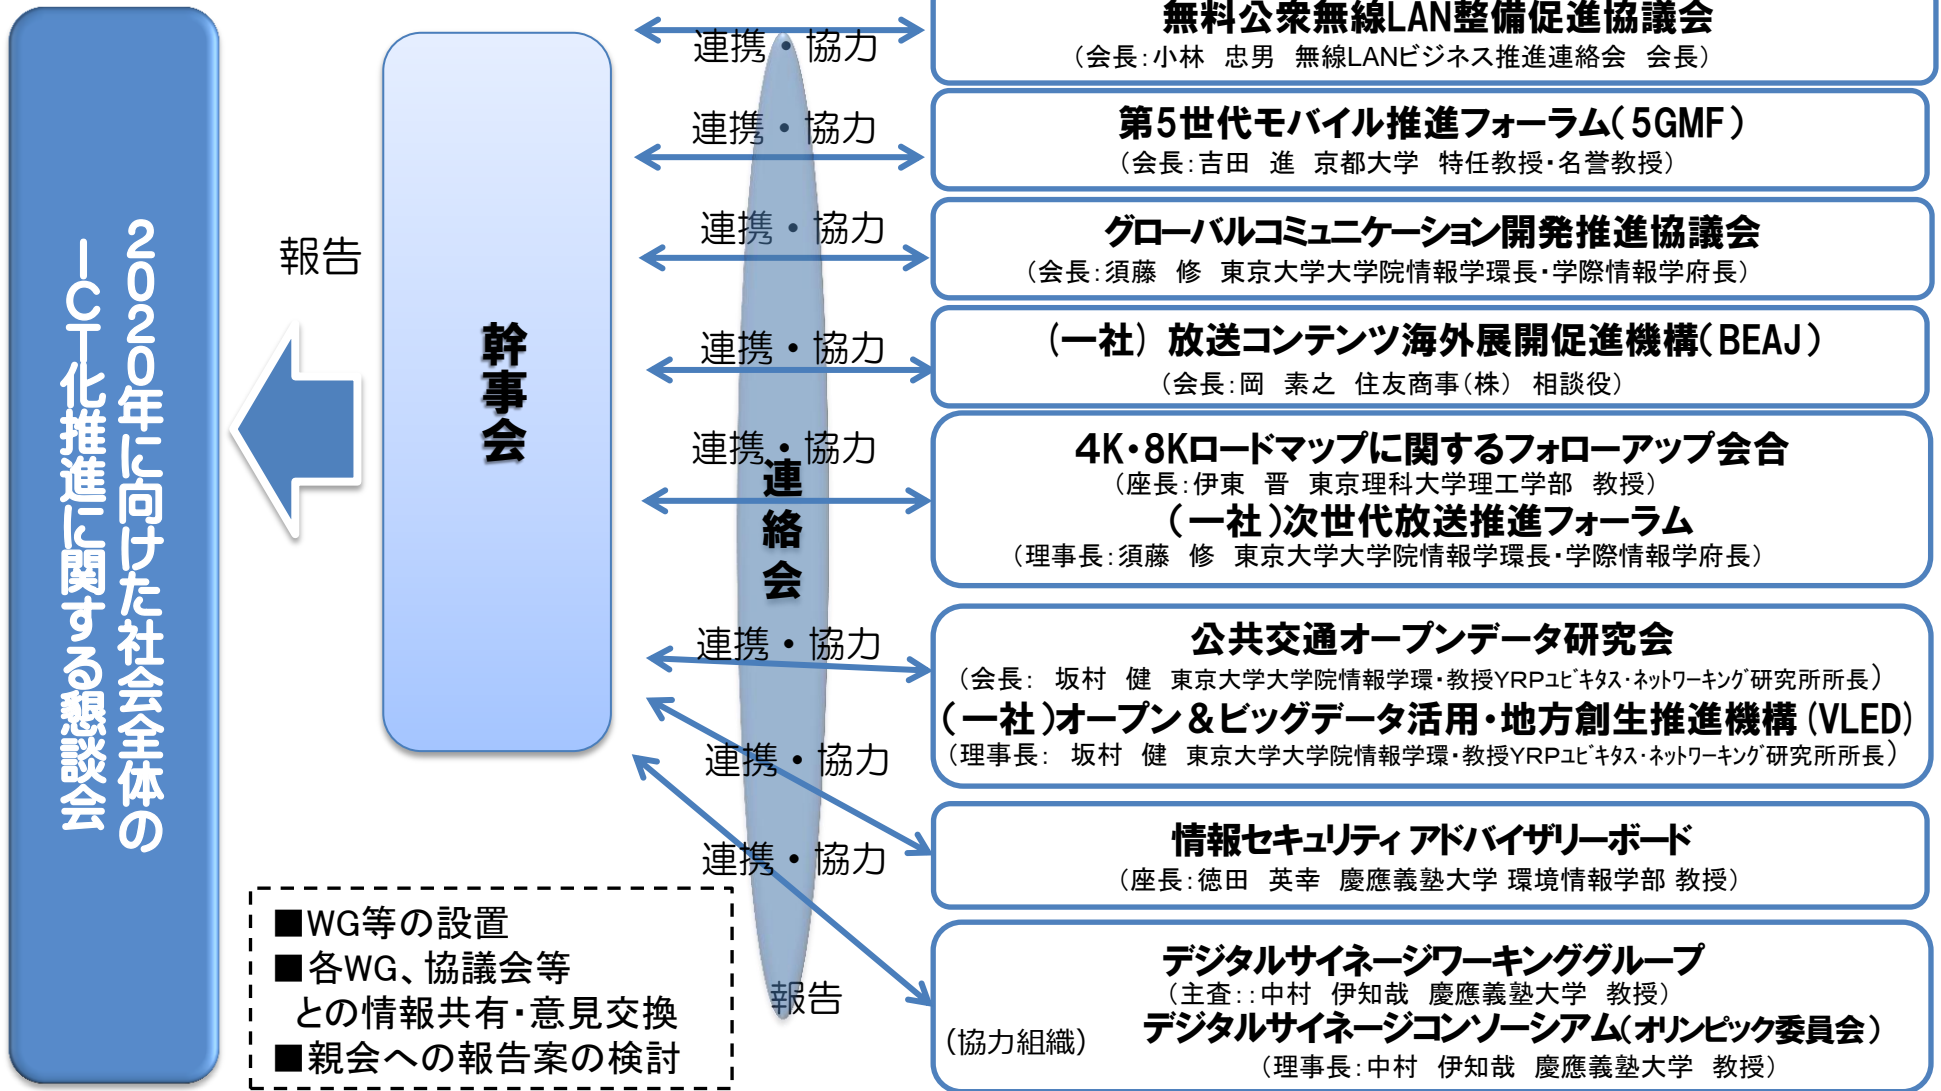 2020年に向けた社会全体の
ICT化推進に関する懇談会
報告
幹事会
連携・協力
連携・協力
連携・協力
連携・協力
連携・協力
連携・協力
連携・協力
連携・協力
連絡会
報告
無料公衆無線LAN整備促進協議会
（会長：小林　忠男　無線LANビジネス推進連絡会　会長）
第5世代モバイル推進フォーラム（5GMF）
（会長：吉田　進　京都大学　特任教授・名誉教授）
グローバルコミュニケーション開発推進協議会
（会長：須藤　修　東京大学大学院情報学環長・学際情報学府長）
（一社）放送コンテンツ海外展開促進機構（BEAJ）
（会長：岡　素之　住友商事（株）　相談役）
4K・8Kロードマップに関するフォローアップ会合
（座長：伊東　晋　東京理科大学理工学部　教授）
（一社）次世代放送推進フォーラム
（理事長：須藤　修　東京大学大学院情報学環長・学際情報学府長）
公共交通オープンデータ研究会
（会長：　坂村　健　東京大学大学院情報学環・教授YRPユビキタス・ネットワーキング研究所所長）
（一社）オープン＆ビッグデータ活用・地方創生推進機構（VLED）
（理事長：　坂村　健　東京大学大学院情報学環・教授YRPユビキタス・ネットワーキング研究所所長）
情報セキュリティ アドバイザリーボード
（座長：徳田　英幸　慶應義塾大学 環境情報学部 教授）
デジタルサイネージワーキンググループ
（主査：：中村　伊知哉　慶應義塾大学　教授）
（協力組織）　デジタルサイネージコンソーシアム（オリンピック委員会）
（理事長：中村　伊知哉　慶應義塾大学　教授）
■WG等の設置
■各WG、協議会等
との情報共有・意見交換
■親会への報告案の検討